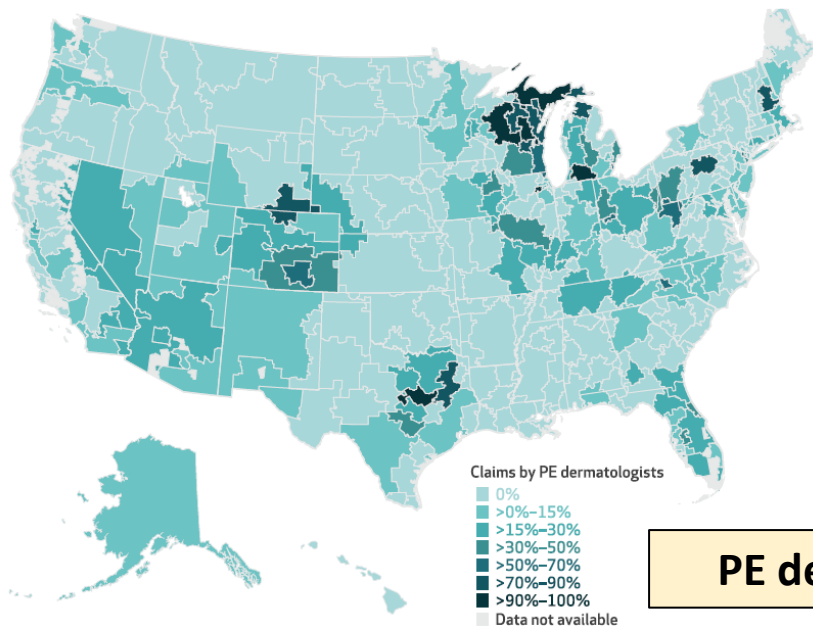 Claims by PE dermatologists
0%
>0%–15%
>15%–30%
>30%–50%
>50%–70%
>70%–90%
>90%–100%
Data not available
PE de